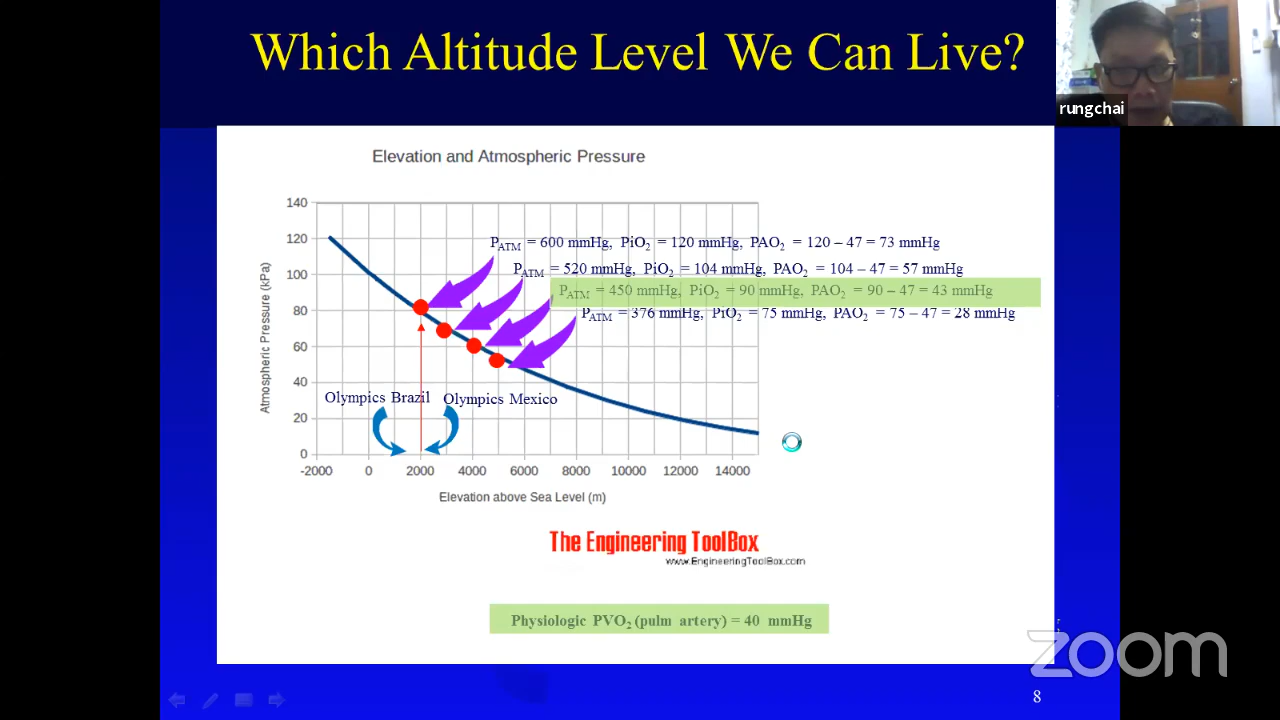 Which Altitude Level We Can Live?
rungchai
Elevation and Atmospheric Pressure
140
120
100
80
60
40
20
0
Atmospheric Pressure (kPa)
PATM = 600 mmHg, PiO2 = 120 mmHg, PAO2 = 120 – 47 = 73 mmHg
PATM = 520 mmHg, PiO2 = 104 mmHg, PAO2 = 104 – 47 = 57 mmHg
PATM = 450 mmHg, PiO2 = 90 mmHg, PAO2 = 90 – 47 = 43 mmHg
PATM = 376 mmHg, PiO2 = 75 mmHg, PAO2 = 75 – 47 = 28 mmHg
Olympics Brazil
Olympics Mexico
-2000 0 2000 4000 6000 8000 10000 12000 14000
Elevation above Sea Level (m)
The Engineering ToolBox
www.EngineeringToolBox.com
Physiologic PVO2 (pulm artery) = 40 mmHg
zoom
8